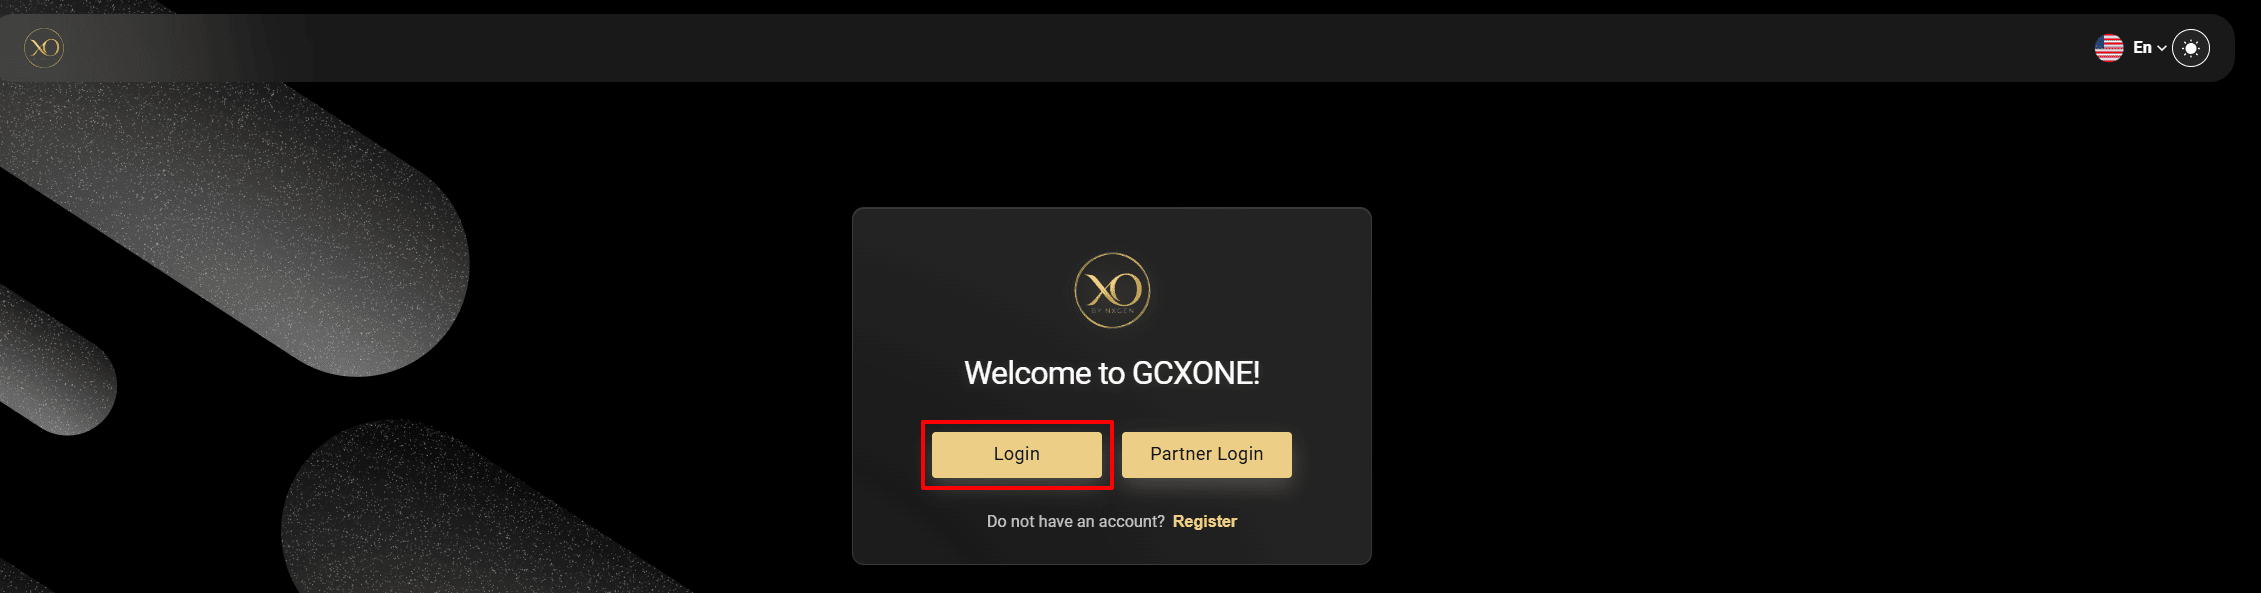 XO
En
XO
BY NXGEN
Welcome to GCXONE!
Login
Partner Login
Do not have an account? Register